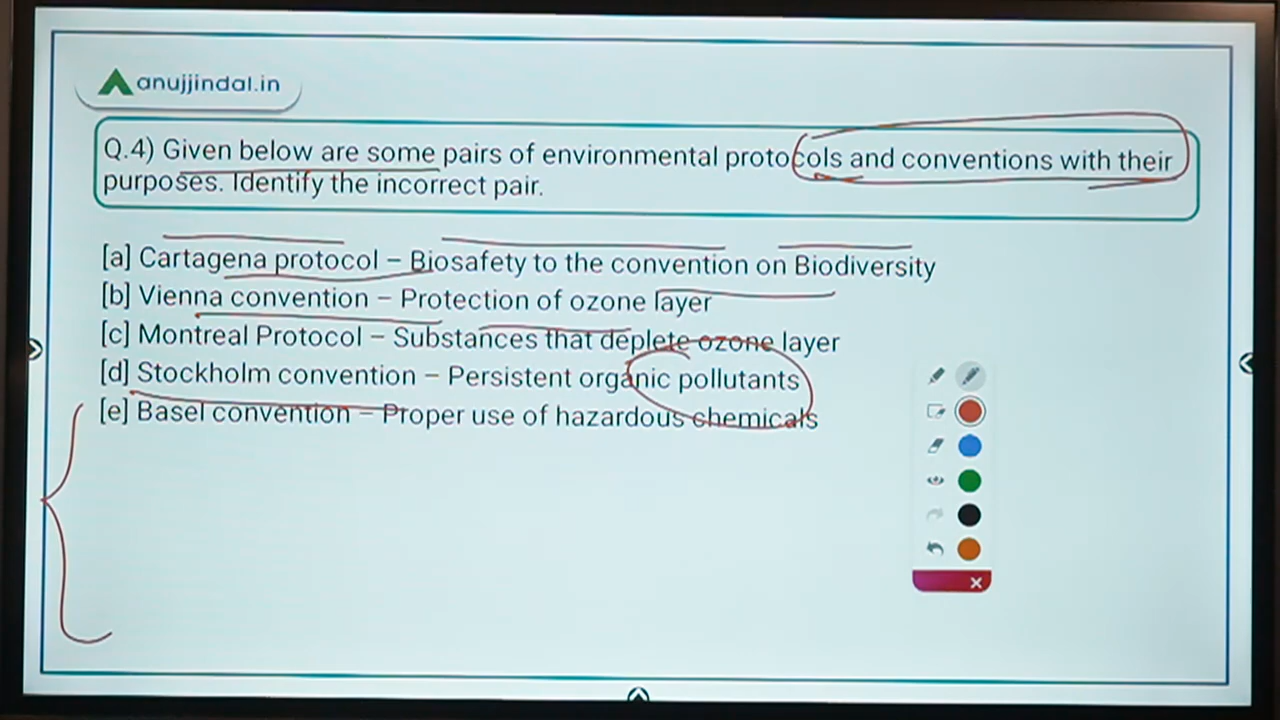 anujjindal.in
Q.4) Given below are some pairs of environmental protocols and conventions with their
purposes. Identify the incorrect pair.
[a] Cartagena protocol – Biosafety to the convention on Biodiversity
[b] Vienna convention – Protection of ozone layer
[c] Montreal Protocol – Substances that deplete ozone layer
[d] Stockholm convention – Persistent organic pollutants
[e] Basel convention – Proper use of hazardous chemicals